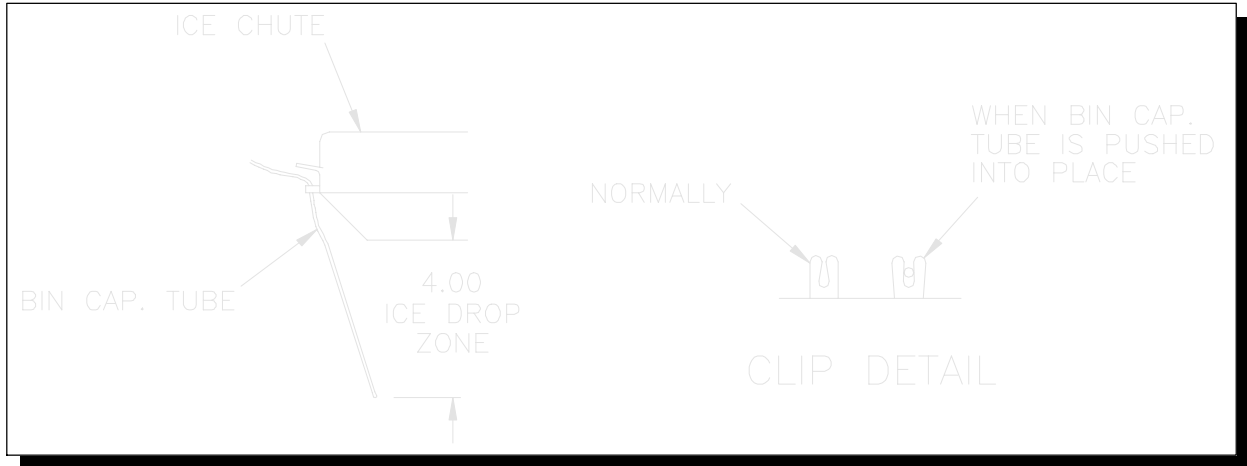 ICE CHUTE
BIN CAP. TUBE
4.00
ICE DROP
ZONE
NORMALLY
WHEN BIN CAP.
TUBE IS PUSHED
INTO PLACE
CLIP DETAIL